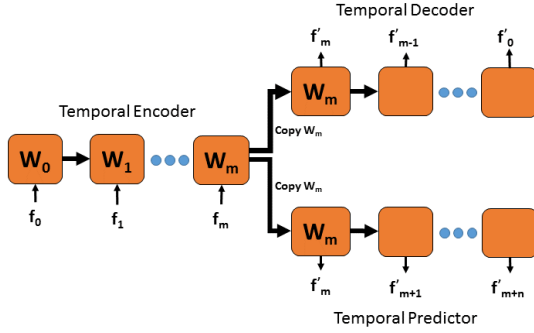 Temporal Decoder
f'm f'm-1 f'0
Wm
Temporal Encoder
Copy Wm
W0 W1 Wm
Copy Wm
f0 f1 fm
Wm
f'm f'm+1 f'm+n
Temporal Predictor